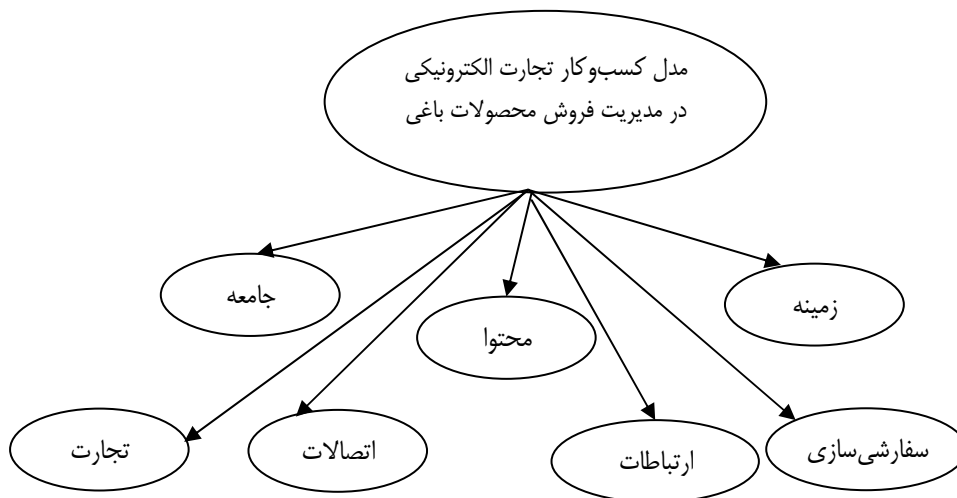 مدل کسب‌وکار تجارت الکترونیکی
در مدیریت فروش محصولات باغی
زمینه
محتوا
جامعه
سفارشی‌سازی
ارتباطات
اتصالات
تجارت